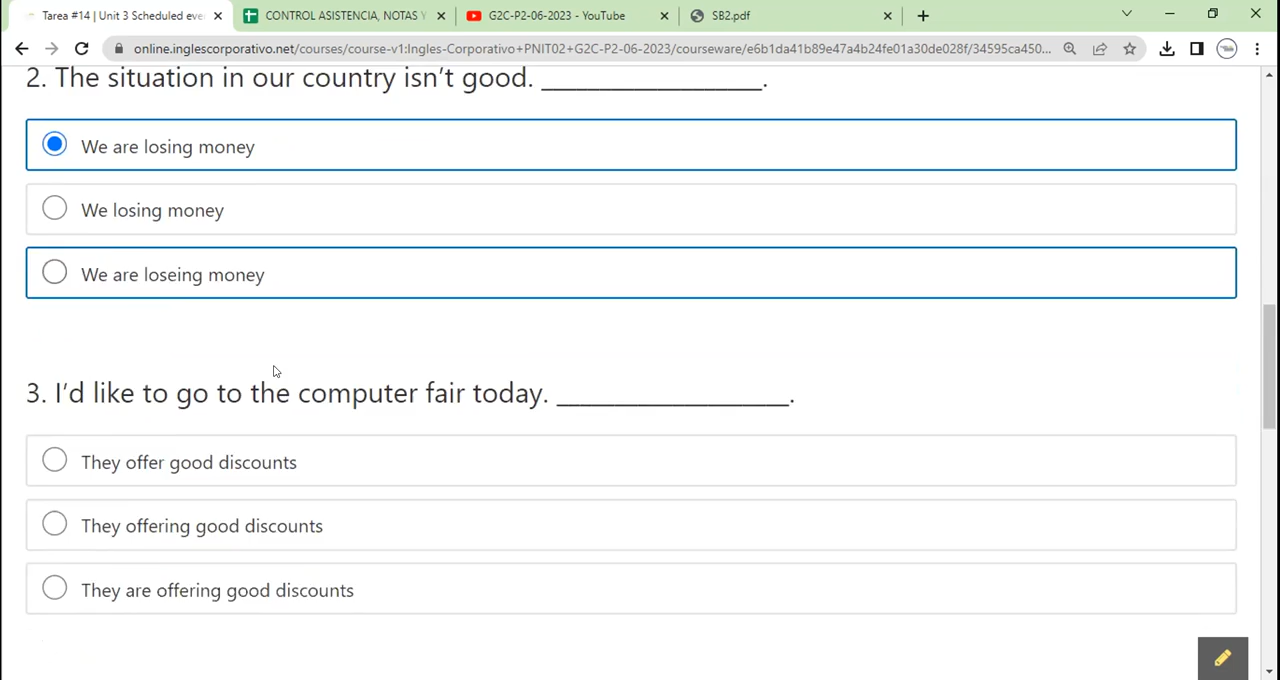 Tarea #14 | Unit 3 Scheduled eve
CONTROL ASISTENCIA, NOTAS Y
G2C-P2-06-2023 - YouTube
SB2.pdf
online.inglescorporativo.net/courses/course-v1:Ingles-Corporativo+PNIT02+G2C-P2-06-2023/courseware/e6b1da41b89e47a4b24fe01a30de028f/34595ca450...
2. The situation in our country isn't good. ____________________.
We are losing money
We losing money
We are loseing money
3. I'd like to go to the computer fair today. _____________________.
They offer good discounts
They offering good discounts
They are offering good discounts